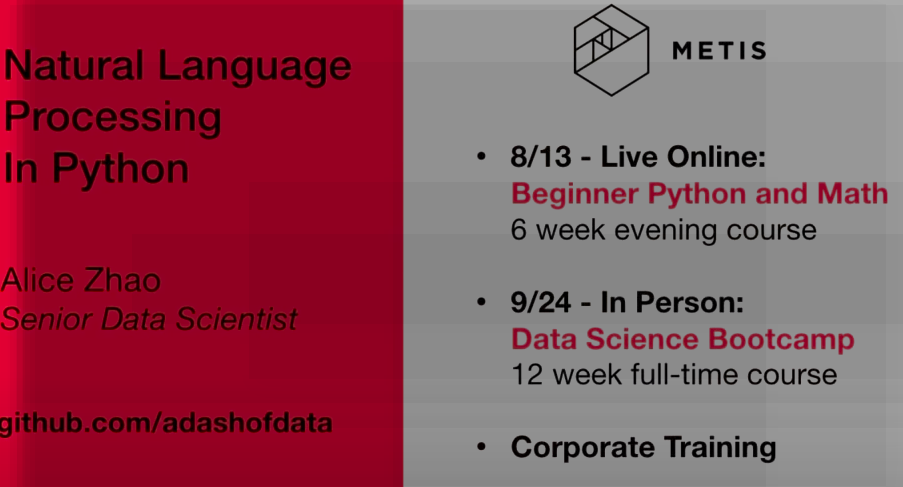 Natural Language
Processing
In Python
Alice Zhao
Senior Data Scientist
github.com/adashofdata
METIS
• 8/13 - Live Online:
Beginner Python and Math
6 week evening course
• 9/24 - In Person:
Data Science Bootcamp
12 week full-time course
• Corporate Training